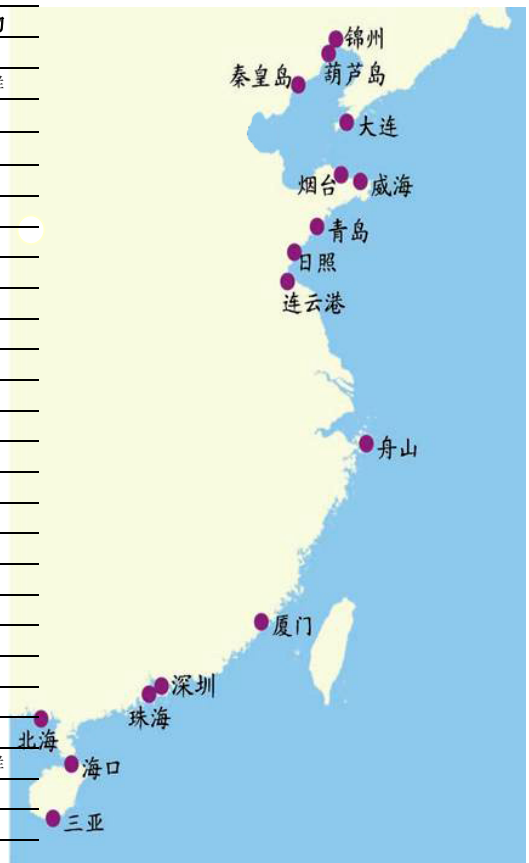 锦州
葫芦岛
秦皇岛
大连
烟台
威海
青岛
日照
连云港
舟山
厦门
深圳
珠海
北海
海口
三亚